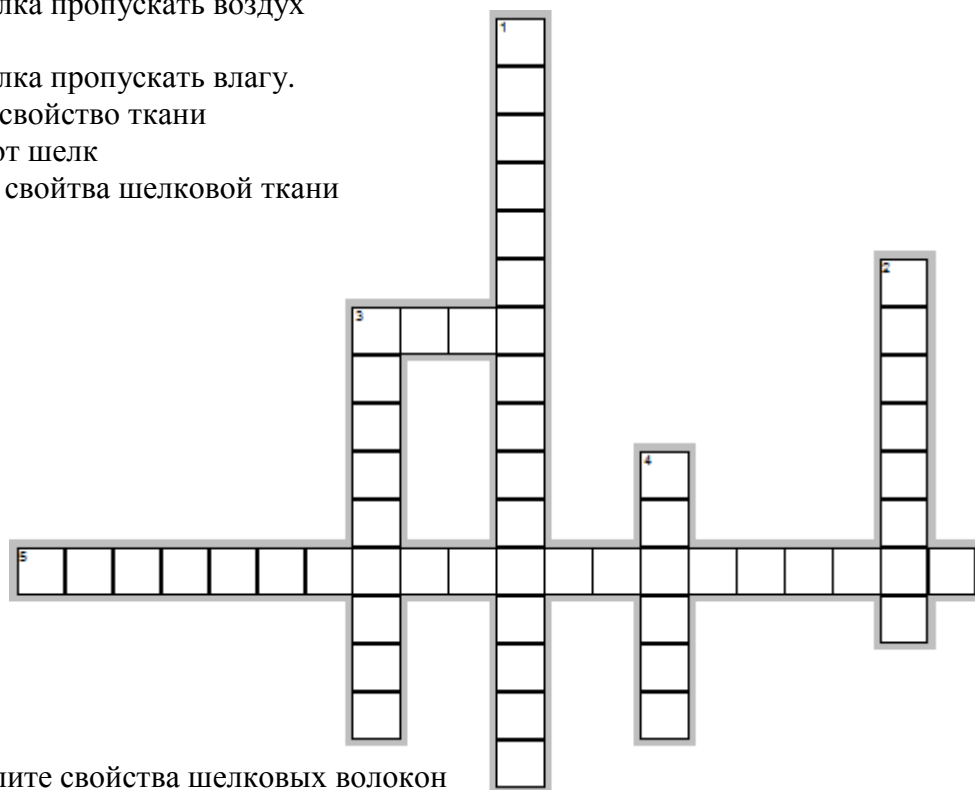 лка пропускать воздух
лка пропускать влагу.
свойство ткани
от шелк
свойтва шелковой ткани
1
2
3
4
5
лите свойства шелковых волокон